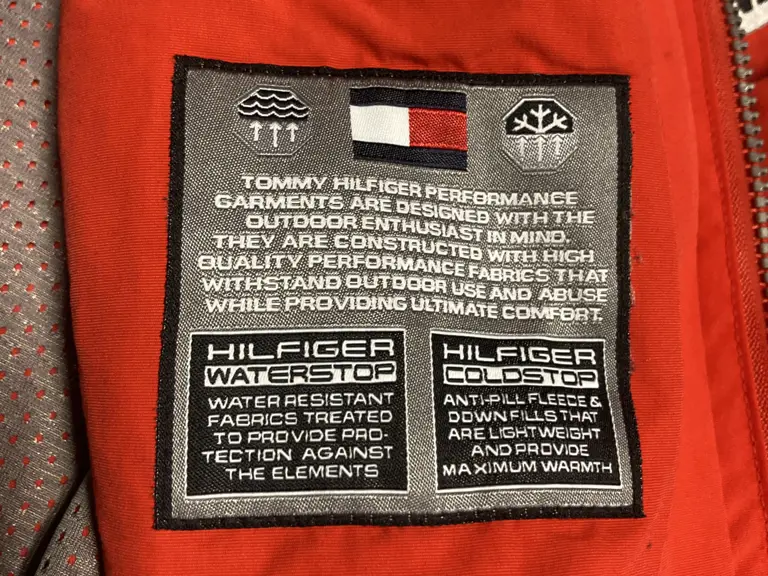 TOMMY HILFIGER PERFORMANCE
GARMENTS ARE DESIGNED WITH THE
OUTDOOR ENTHUSIAST IN MIND.
THEY ARE CONSTRUCTED WITH HIGH
QUALITY PERFORMANCE FABRICS THAT
WITHSTAND OUTDOOR USE AND ABUSE
WHILE PROVIDING ULTIMATE COMFORT.
HILFIGER
WATERSTOP
WATER RESISTANT
FABRICS TREATED
TO PROVIDE PRO-
TECTION AGAINST
THE ELEMENTS
HILFIGER
COLDSTOP
ANTI-PILL FLEECE &
DOWN FILLS THAT
ARE LIGHTWEIGHT
AND PROVIDE
MAXIMUM WARMTH